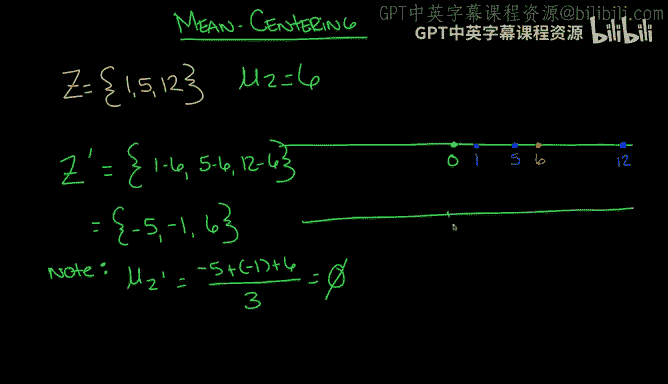 GPT中英字幕课程资源@bilibili.com
GPT中英字幕课程资源 bilibili
MEAN-CENTERING
Z = {1, 5, 12} μz = 6
Z' = {1-6, 5-6, 12-6}
0 1 5 6 12
= {-5, -1, 6}
NOTE: μz' = -5+(-1)+6 / 3 = 0̸